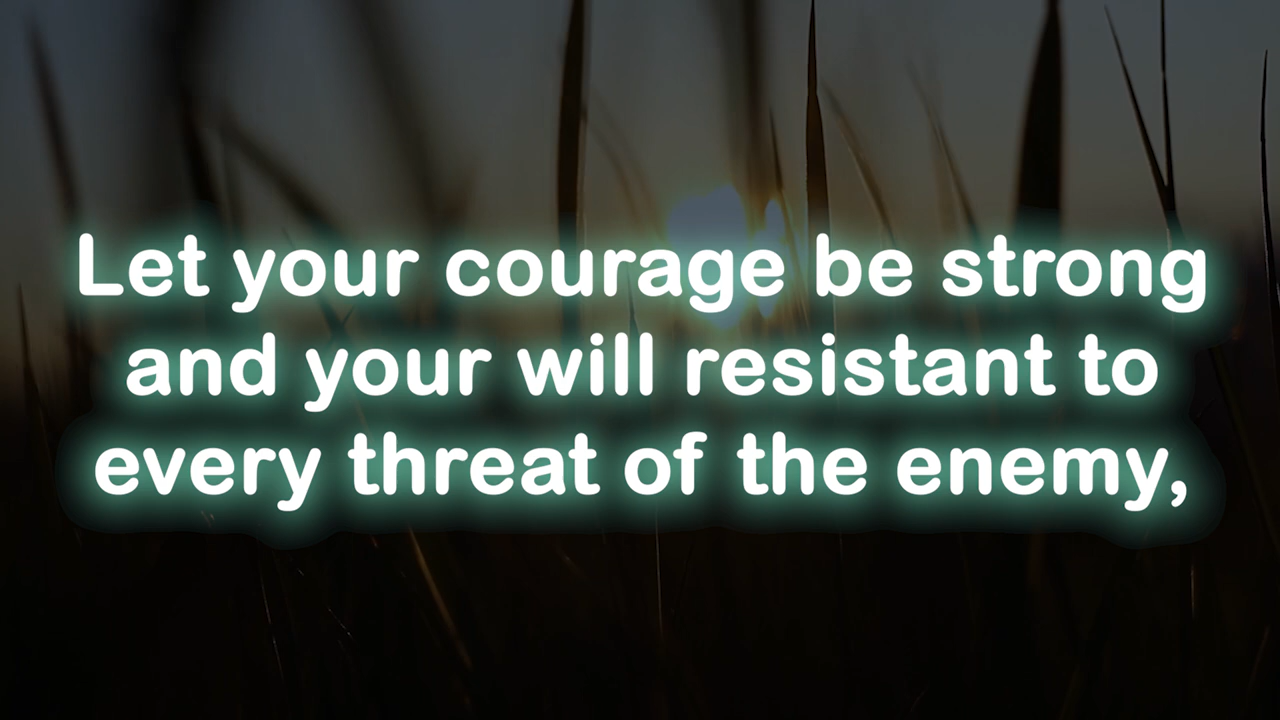 Let your courage be strong
and your will resistant to
every threat of the enemy,